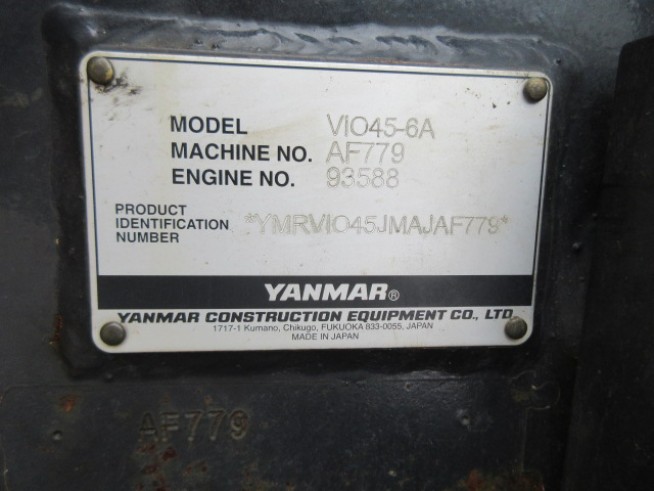 MODEL VIO45-6A
MACHINE NO. AF779
ENGINE NO. 93588
PRODUCT
IDENTIFICATION
NUMBER
*YMRVIO45JMAJAF779*
YANMAR®
YANMAR CONSTRUCTION EQUIPMENT CO., LTD.
1717-1 Kumano, Chikugo, FUKUOKA 833-0055, JAPAN
MADE IN JAPAN
AF779